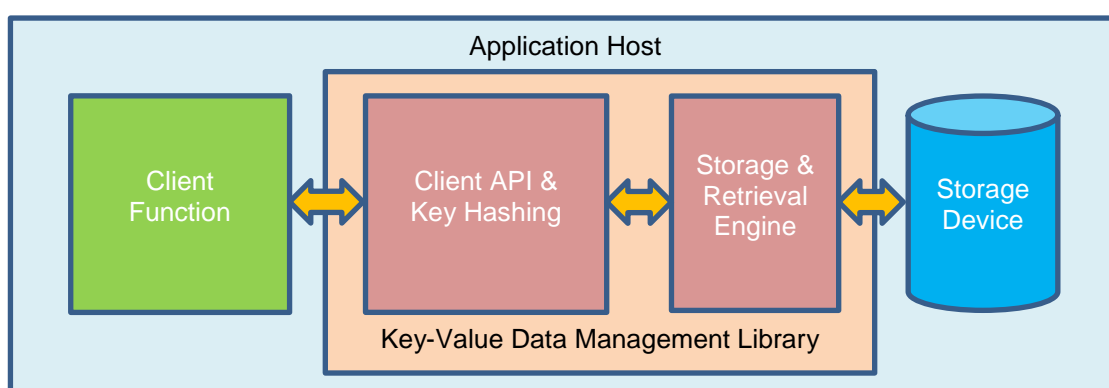 Application Host
Client
Function
Client API &
Key Hashing
Storage &
Retrieval
Engine
Storage
Device
Key-Value Data Management Library